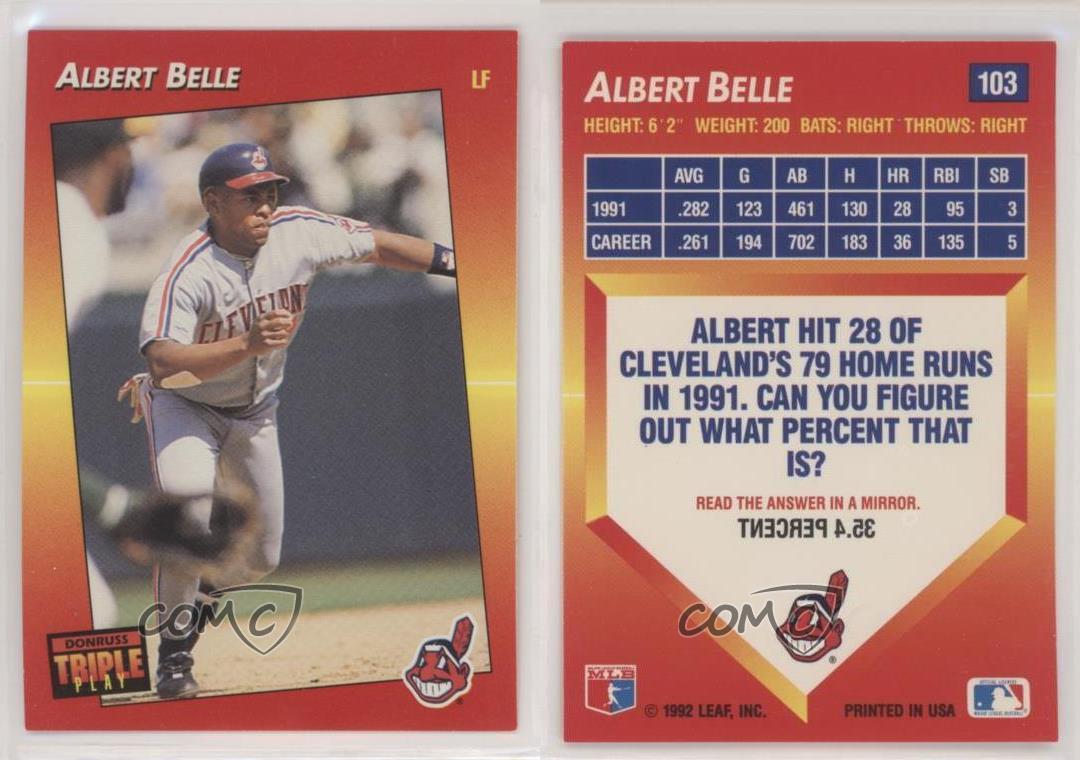 ALBERT BELLE
LF
CLEVELAND
DONRUSS
TRIPLE
PLAY
COMC
ALBERT BELLE
103
HEIGHT: 6' 2" WEIGHT: 200 BATS: RIGHT THROWS: RIGHT
AVG G AB H HR RBI SB
1991 .282 123 461 130 28 95 3
CAREER .261 194 702 183 36 135 5
ALBERT HIT 28 OF
CLEVELAND'S 79 HOME RUNS
IN 1991. CAN YOU FIGURE
OUT WHAT PERCENT THAT
IS?
READ THE ANSWER IN A MIRROR.
35.4 PERCENT
COMC
®
MLB
© 1992 LEAF, INC.
PRINTED IN USA